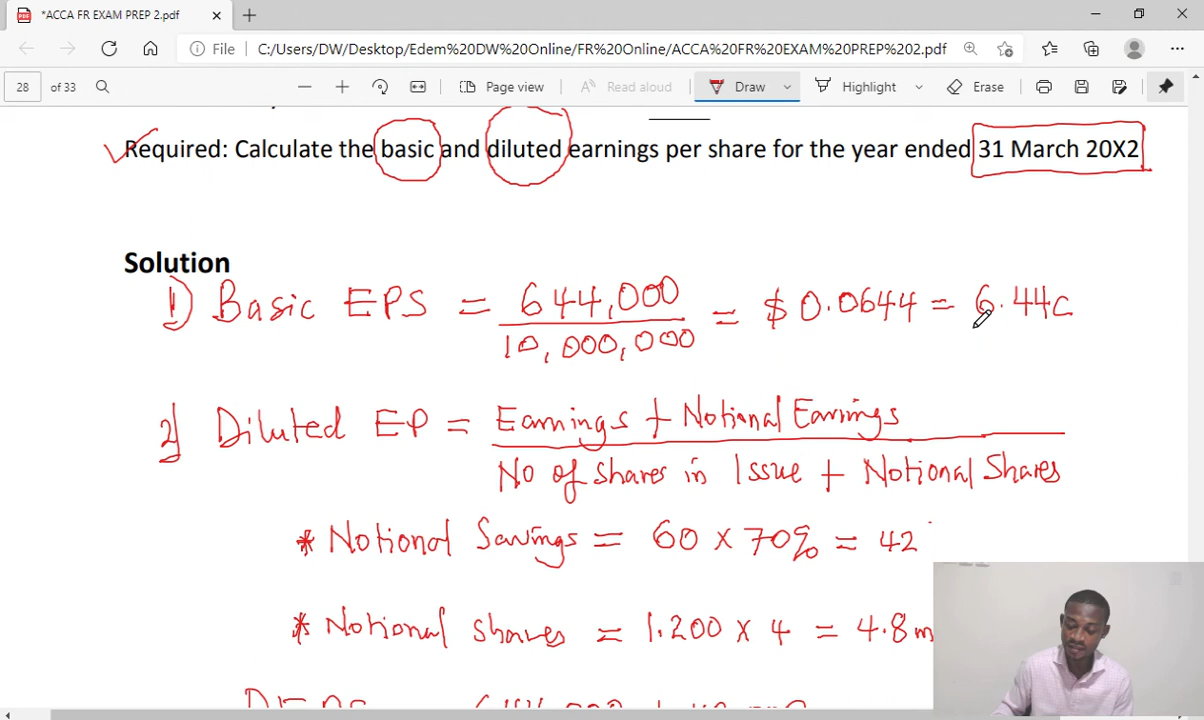 *ACCA FR EXAM PREP 2.pdf
File C:/Users/DW/Desktop/Edem%20DW%20Online/FR%20Online/ACCA%20FR%20EXAM%20PREP%202.pdf
28 of 33 Page view Read aloud Draw Highlight Erase
Required: Calculate the basic and diluted earnings per share for the year ended 31 March 20X2
Solution
1) Basic EPS = 644,000 / 10,000,000 = $0.0644 = 6.44c
2) Diluted EP = Earnings + Notional Earnings
No of shares in Issue + Notional Shares
* Notional Savings = 60 x 70% = 42
* Notional shares = 1.200 x 4 = 4.8m